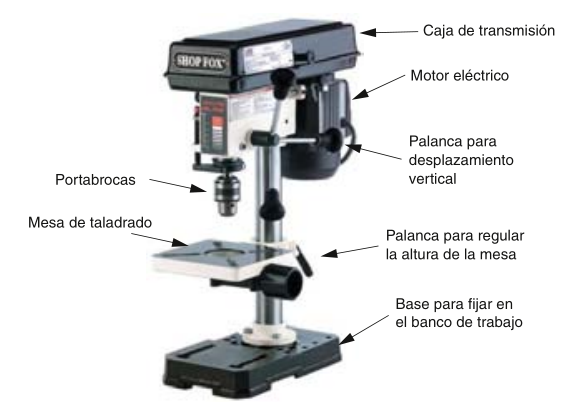 Caja de transmisión
SHOP FOX
Motor eléctrico
Palanca para
desplazamiento
vertical
Portabrocas
Mesa de taladrado
Palanca para regular
la altura de la mesa
Base para fijar en
el banco de trabajo